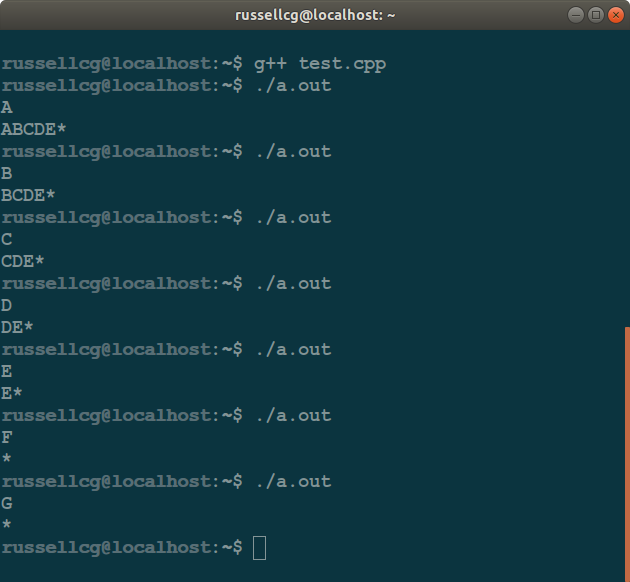 russellcg@localhost: ~
russellcg@localhost:~$ g++ test.cpp
russellcg@localhost:~$ ./a.out
A
ABCDE*
russellcg@localhost:~$ ./a.out
B
BCDE*
russellcg@localhost:~$ ./a.out
C
CDE*
russellcg@localhost:~$ ./a.out
D
DE*
russellcg@localhost:~$ ./a.out
E
E*
russellcg@localhost:~$ ./a.out
F
*
russellcg@localhost:~$ ./a.out
G
*
russellcg@localhost:~$